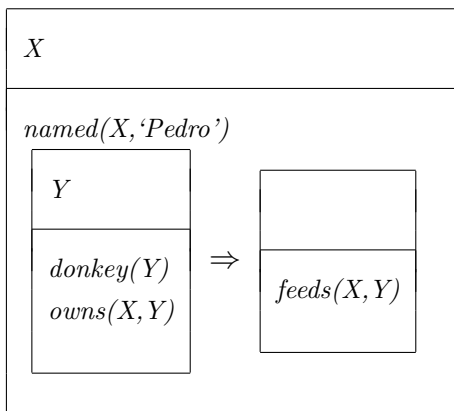 X
named(X,‘Pedro’)
Y
donkey(Y)
owns(X,Y)
⇒
feeds(X,Y)